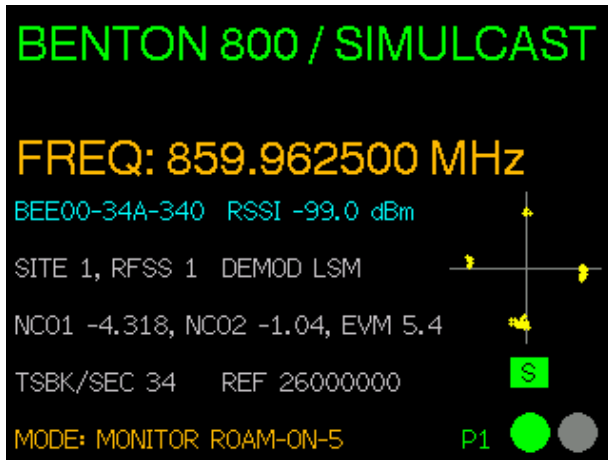 BENTON 800 / SIMULCAST
FREQ: 859.962500 MHz
BEE00-34A-340 RSSI -99.0 dBm
SITE 1, RFSS 1 DEMOD LSM
NCO1 -4.318, NCO2 -1.04, EVM 5.4
TSBK/SEC 34 REF 26000000
S
MODE: MONITOR ROAM-ON-5 P1